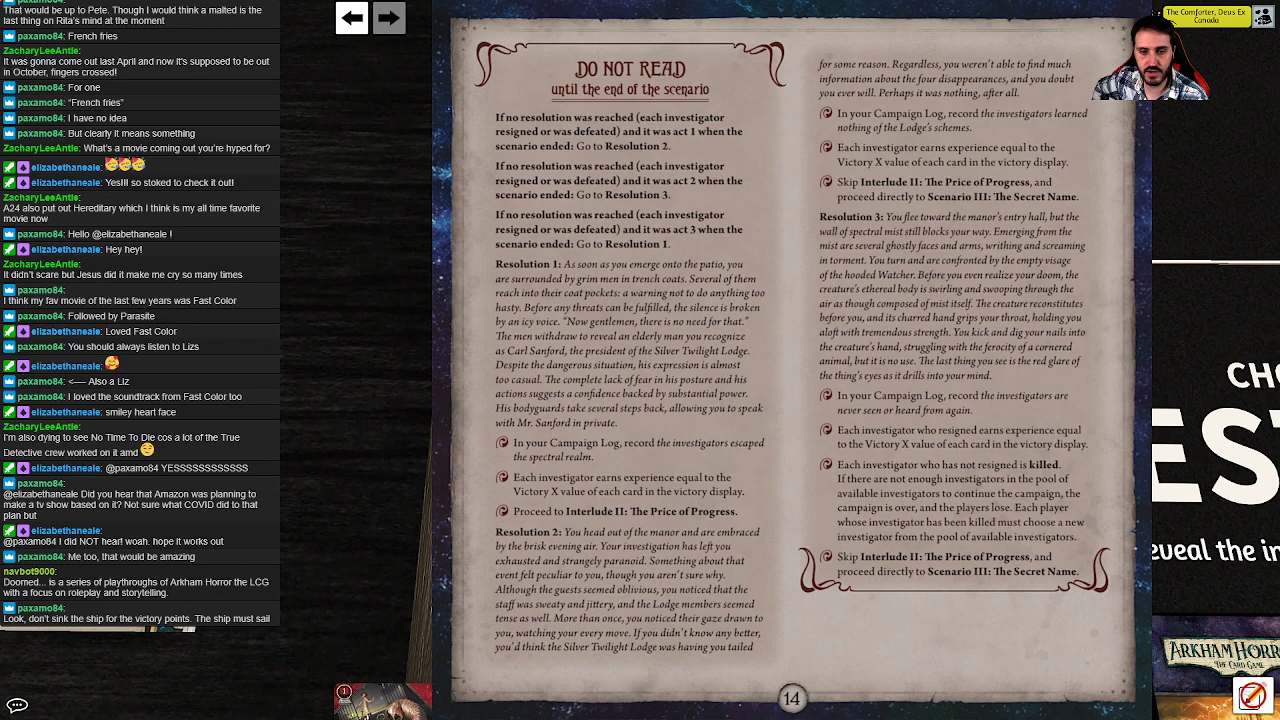 That would be up to Pete. Though I would think a malted is the
last thing on his mind at the moment
paxamo84: French fries
ZacharyLeeAntle:
It was meant to be out in april but now it's supposed to be out
in October, fingers crossed!
paxamo84: For one
paxamo84: "French fries"
paxamo84: I have no idea
paxamo84: But clearly it means something
ZacharyLeeAntle: What's a movie coming out you're hyped for?
elizabetheneale:
elizabetheneale: Yes!!! so stoked to check it out!
ZacharyLeeAntle:
A24 also put out Hereditary which I think is my all time favorite
movie now
paxamo84: Hello @elizabetheneale !
elizabetheneale: Hey hey!
ZacharyLeeAntle:
It didn't scare but Jesus did it make me cry so many times
paxamo84:
I think my fav movie of the last few years was Fast Color
paxamo84: Followed by Parasite
elizabetheneale: Loved Fast Color
paxamo84: You should always listen to Lizs
elizabetheneale:
paxamo84: <—— Also a Liz
paxamo84: I loved the soundtrack from Fast Color too
elizabetheneale: smiley heart face
ZacharyLeeAntle:
I'm also dying to see No Time To Die cos a lot of the True
Detective crew worked on it amd
elizabetheneale: @paxamo84 YESSSSSSSSSSS
paxamo84:
@elizabetheneale Did you hear that Amazon was planning to
make a tv show based on it? Not sure what COVID did to that
plan but
elizabetheneale:
@paxamo84 I did NOT hear! woah. hope it works out
paxamo84: Me too, that would be amazing
navbot9000:
Doomed... is a series of playthroughs of Arkham Horror the LCG
with a focus on roleplay and storytelling.
paxamo84:
Look, don't sink the ship for the victory points. The ship must sail
DO NOT READ
until the end of the scenario
If no resolution was reached (each investigator
resigned or was defeated) and it was act 1 when the
scenario ended: Go to Resolution 2.
If no resolution was reached (each investigator
resigned or was defeated) and it was act 2 when the
scenario ended: Go to Resolution 3.
If no resolution was reached (each investigator
resigned or was defeated) and it was act 3 when the
scenario ended: Go to Resolution 1.
Resolution 1: As soon as you emerge onto the patio, you
are surrounded by grim men in trench coats. Several of them
reach into their coat pockets: a warning not to do anything too
hasty. Before any threats can be fulfilled, the silence is broken
by an icy voice. "Now gentlemen, there is no need for that."
The men withdraw to reveal an elderly man you recognize
as Carl Sanford, the president of the Silver Twilight Lodge.
Despite the dangerous situation, his expression is almost
too casual. The complete lack of fear in his posture and his
actions suggests a confidence backed by substantial power.
His bodyguards take several steps back, allowing you to speak
with Mr. Sanford in private.
In your Campaign Log, record the investigators escaped
the spectral realm.
Each investigator earns experience equal to the
Victory X value of each card in the victory display.
Proceed to Interlude II: The Price of Progress.
Resolution 2: You head out of the manor and are embraced
by the brisk evening air. Your investigation has left you
exhausted and strangely paranoid. Something about that
event felt peculiar to you, though you aren't sure why.
Although the guests seemed oblivious, you noticed that the
staff was sweaty and jittery, and the Lodge members seemed
tense as well. More than once, you noticed their gaze drawn to
you, watching your every move. If you didn't know any better,
you'd think the Silver Twilight Lodge was having you tailed
for some reason. Regardless, you weren't able to find much
information about the four disappearances, and you doubt
you ever will. Perhaps it was nothing, after all.
In your Campaign Log, record the investigators learned
nothing of the Lodge's schemes.
Each investigator earns experience equal to the
Victory X value of each card in the victory display.
Skip Interlude II: The Price of Progress, and
proceed directly to Scenario III: The Secret Name.
Resolution 3: You flee toward the manor's entry hall, but the
wall of spectral mist still blocks your way. Emerging from the
mist are several ghostly faces and arms, writhing and screaming
in torment. You turn and are confronted by the empty visage
of the hooded Watcher. Before you even realize your doom, the
creature's ethereal body is swirling and swooping through the
air as though composed of mist itself. The creature reconstitutes
before you, and its charred hand grips your throat, holding you
aloft with tremendous strength. You kick and dig your nails into
the creature's hand, struggling with the ferocity of a cornered
animal, but it is no use. The last thing you see is the red glare of
the thing's eyes as it drills into your mind.
In your Campaign Log, record the investigators are
never seen or heard from again.
Each investigator who resigned earns experience equal
to the Victory X value of each card in the victory display.
Each investigator who has not resigned is killed.
If there are not enough investigators in the pool of
available investigators to continue the campaign, the
campaign is over, and the players lose. Each player
whose investigator has been killed must choose a new
investigator from the pool of available investigators.
Skip Interlude II: The Price of Progress, and
proceed directly to Scenario III: The Secret Name.
14
The Comforter, Deus Ex
Canada
CHO
EST
eveal the in
ARKHAM HORR
THE CARD GAME
1